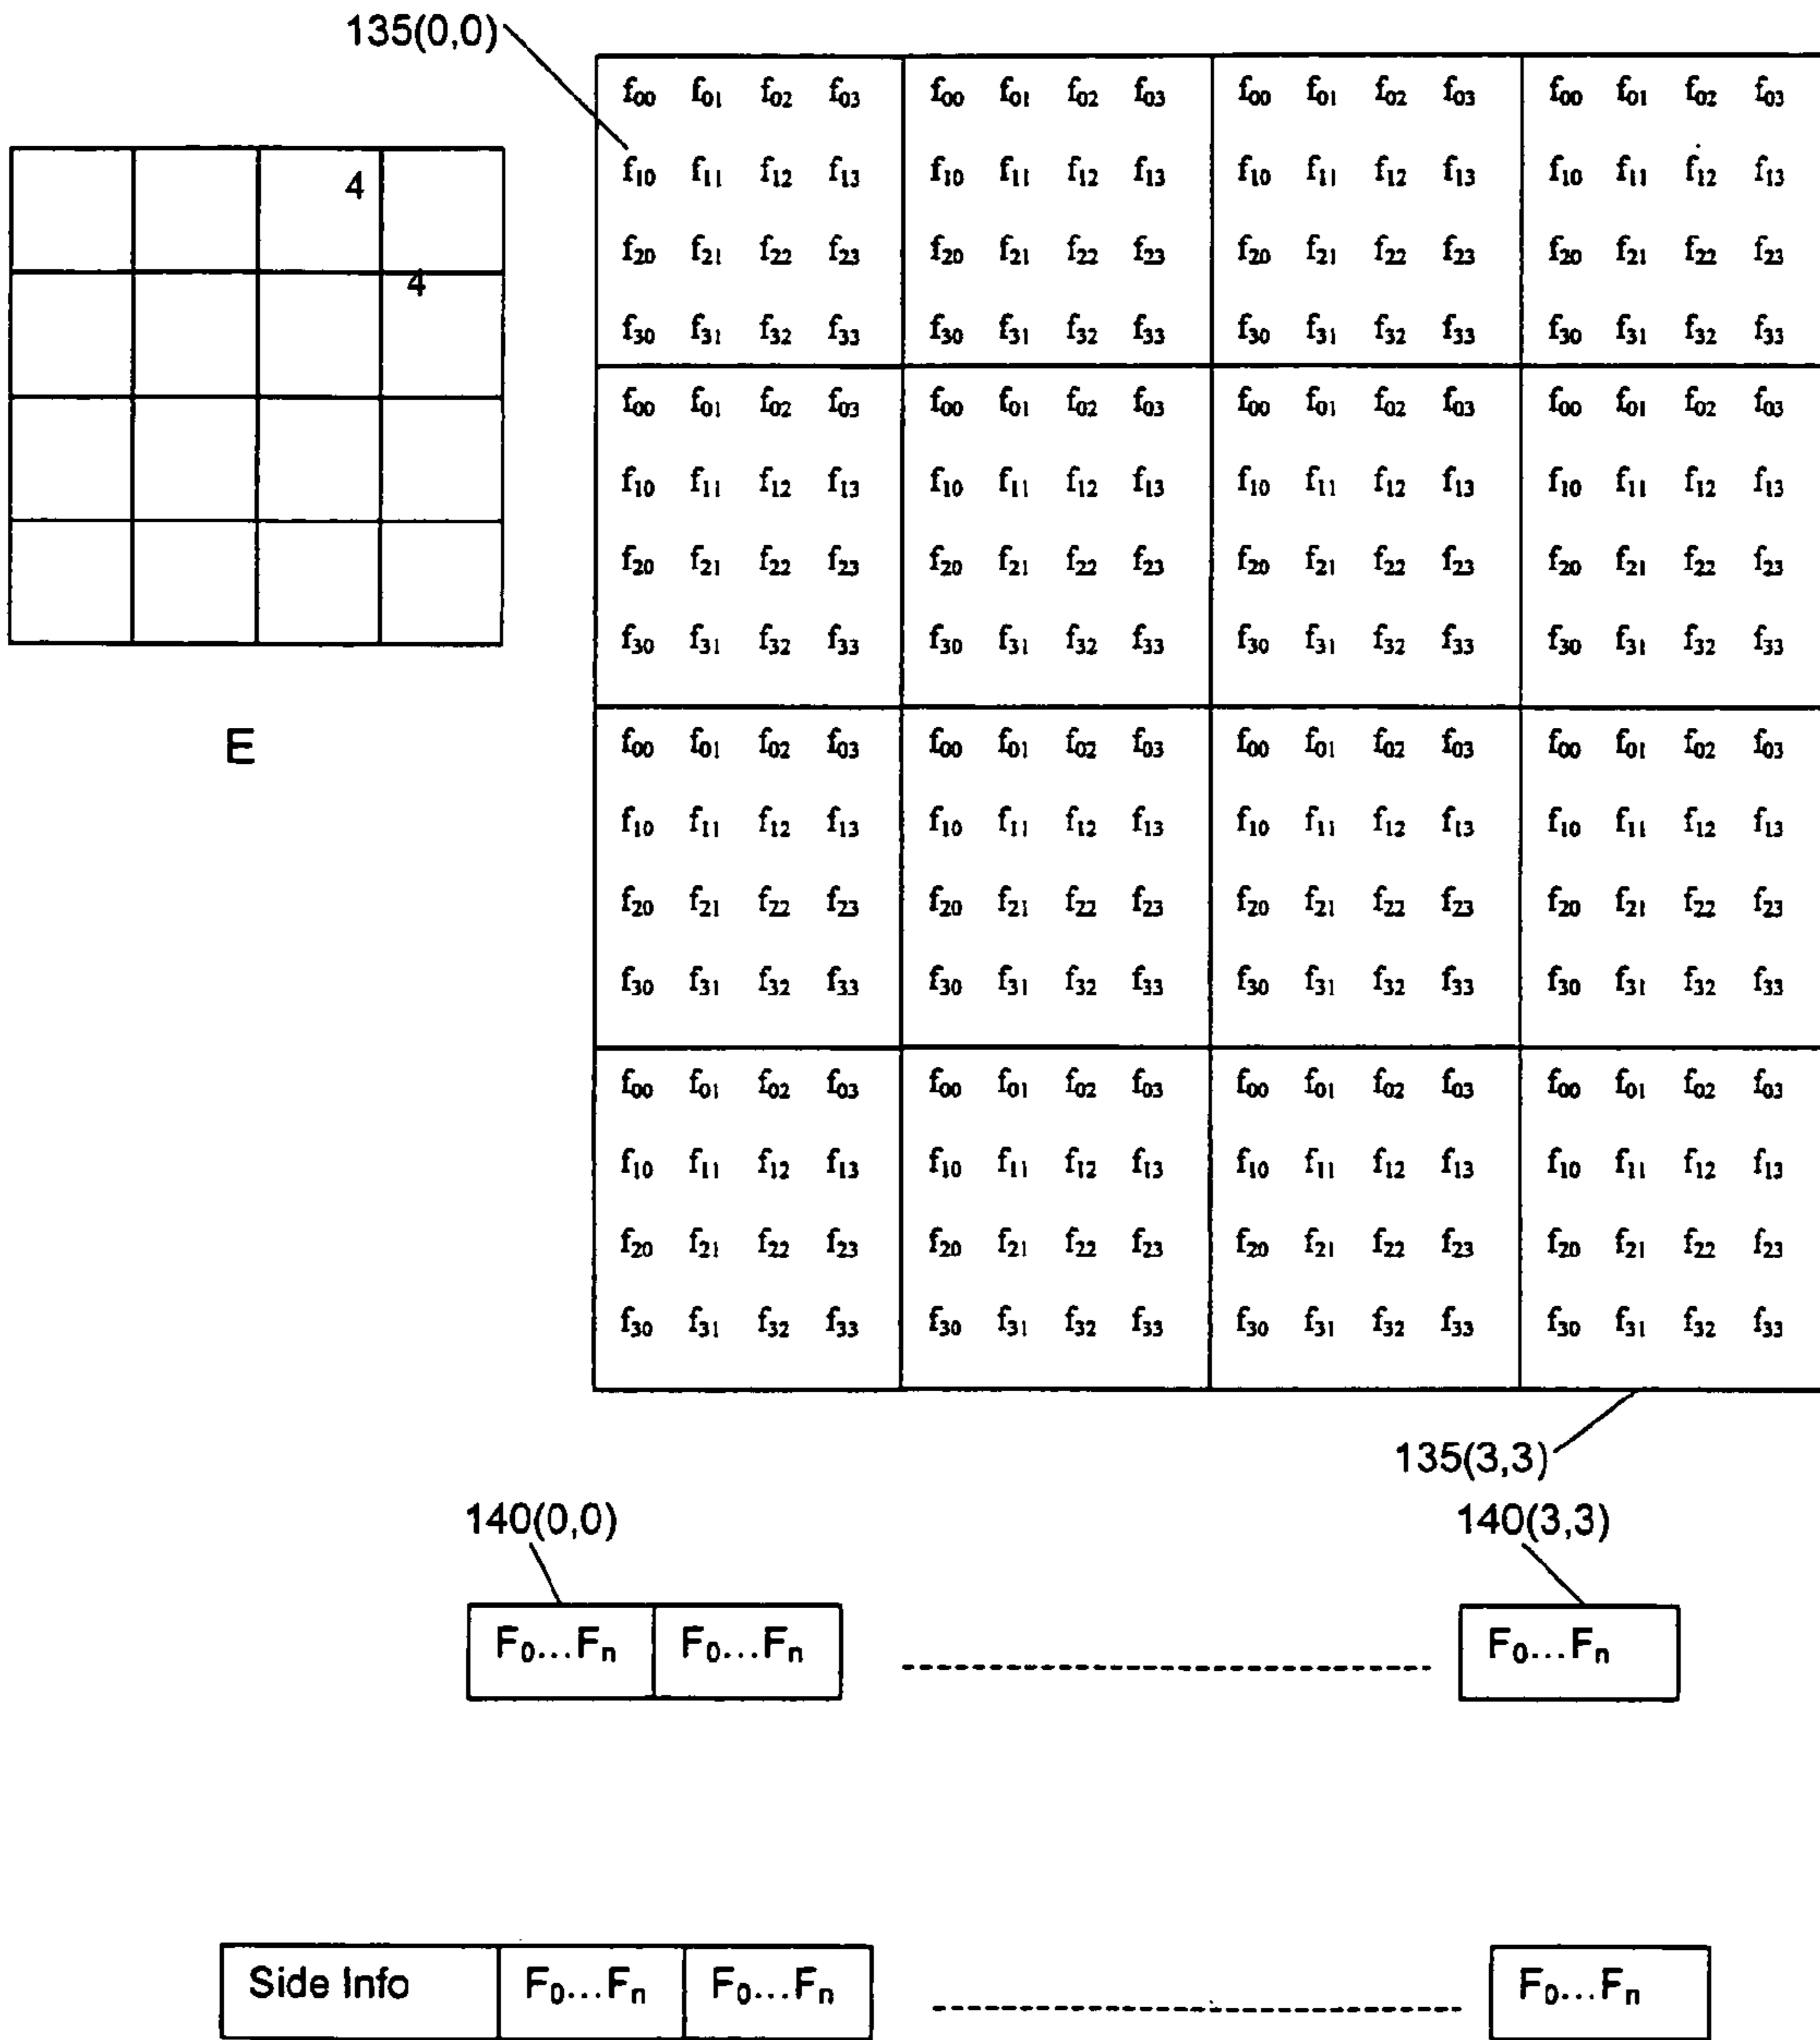 135(0,0)
f00 f01 f02 f03 f00 f01 f02 f03 f00 f01 f02 f03 f00 f01 f02 f03
4
f10 f11 f12 f13 f10 f11 f12 f13 f10 f11 f12 f13 f10 f11 f12 f13
f20 f21 f22 f23 f20 f21 f22 f23 f20 f21 f22 f23 f20 f21 f22 f23
4
f30 f31 f32 f33 f30 f31 f32 f33 f30 f31 f32 f33 f30 f31 f32 f33
f00 f01 f02 f03 f00 f01 f02 f03 f00 f01 f02 f03 f00 f01 f02 f03
f10 f11 f12 f13 f10 f11 f12 f13 f10 f11 f12 f13 f10 f11 f12 f13
f20 f21 f22 f23 f20 f21 f22 f23 f20 f21 f22 f23 f20 f21 f22 f23
f30 f31 f32 f33 f30 f31 f32 f33 f30 f31 f32 f33 f30 f31 f32 f33
E
f00 f01 f02 f03 f00 f01 f02 f03 f00 f01 f02 f03 f00 f01 f02 f03
f10 f11 f12 f13 f10 f11 f12 f13 f10 f11 f12 f13 f10 f11 f12 f13
f20 f21 f22 f23 f20 f21 f22 f23 f20 f21 f22 f23 f20 f21 f22 f23
f30 f31 f32 f33 f30 f31 f32 f33 f30 f31 f32 f33 f30 f31 f32 f33
f00 f01 f02 f03 f00 f01 f02 f03 f00 f01 f02 f03 f00 f01 f02 f03
f10 f11 f12 f13 f10 f11 f12 f13 f10 f11 f12 f13 f10 f11 f12 f13
f20 f21 f22 f23 f20 f21 f22 f23 f20 f21 f22 f23 f20 f21 f22 f23
f30 f31 f32 f33 f30 f31 f32 f33 f30 f31 f32 f33 f30 f31 f32 f33
135(3,3)
140(0,0) 140(3,3)
F0...Fn F0...Fn F0...Fn
Side Info F0...Fn F0...Fn F0...Fn